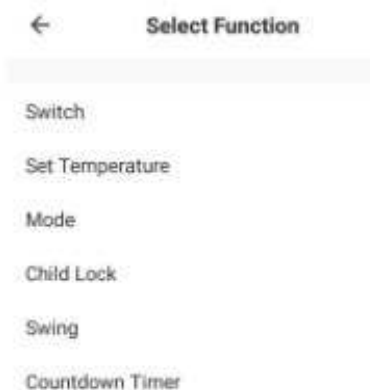 Select Function
Switch
Set Temperature
Mode
Child Lock
Swing
Countdown Timer